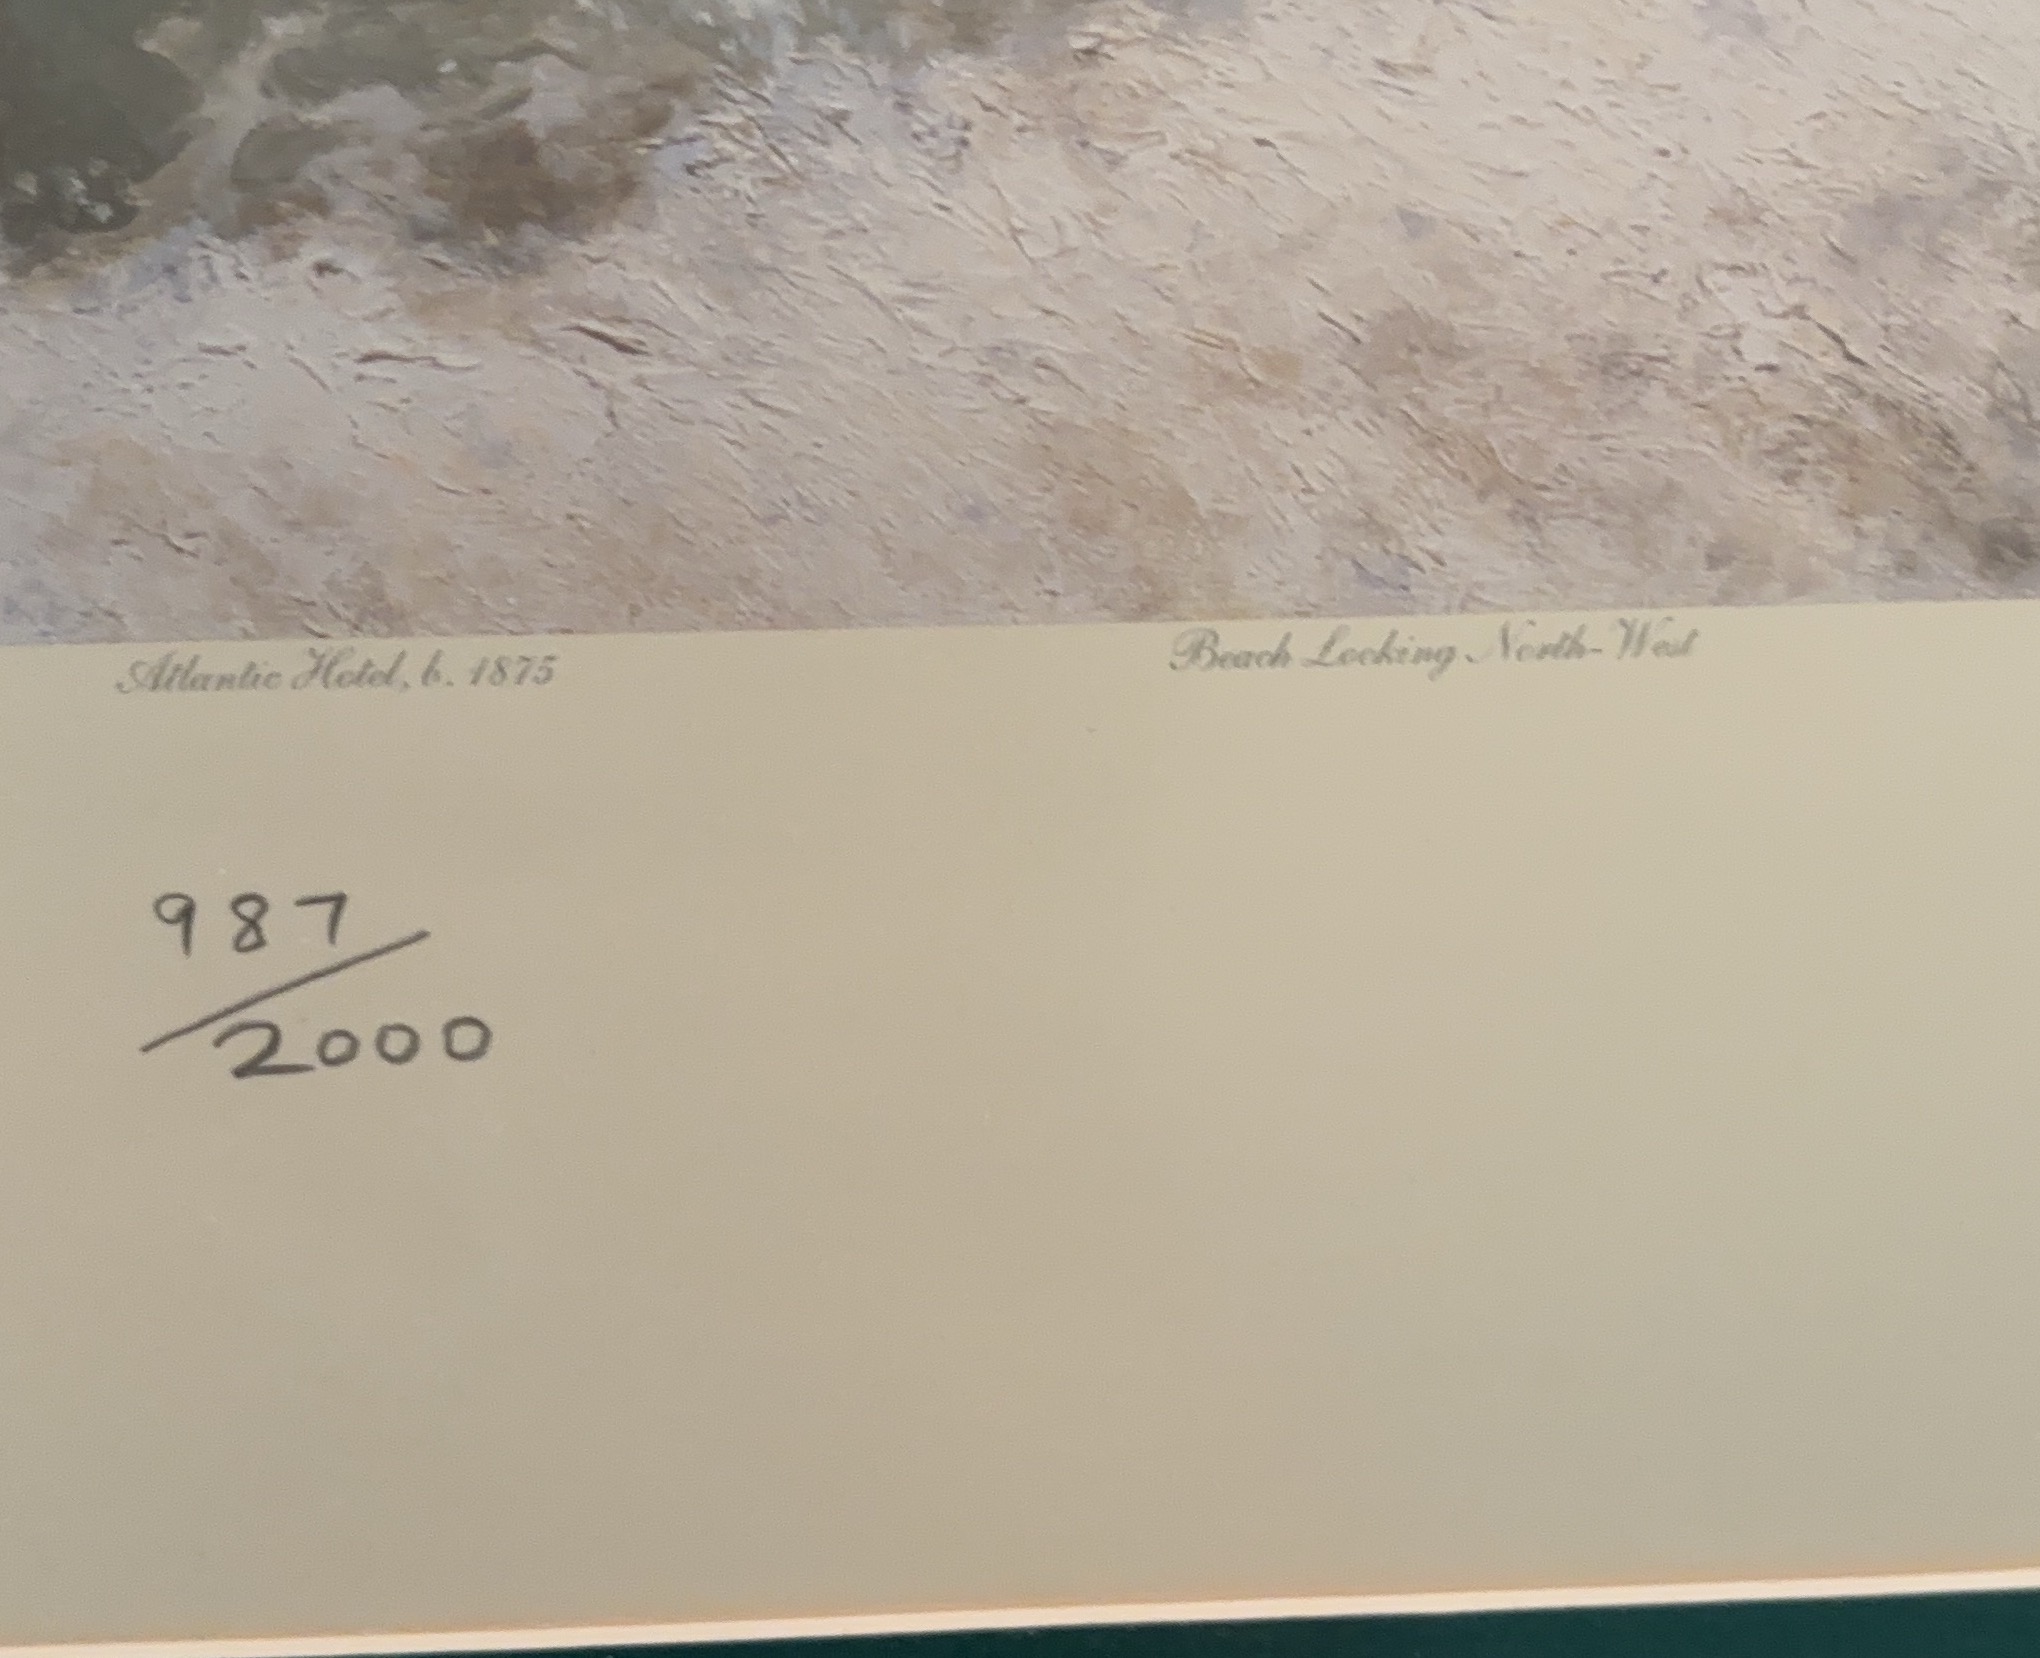 Atlantic Hotel, b. 1875
Beach Looking North-West
987
/2000